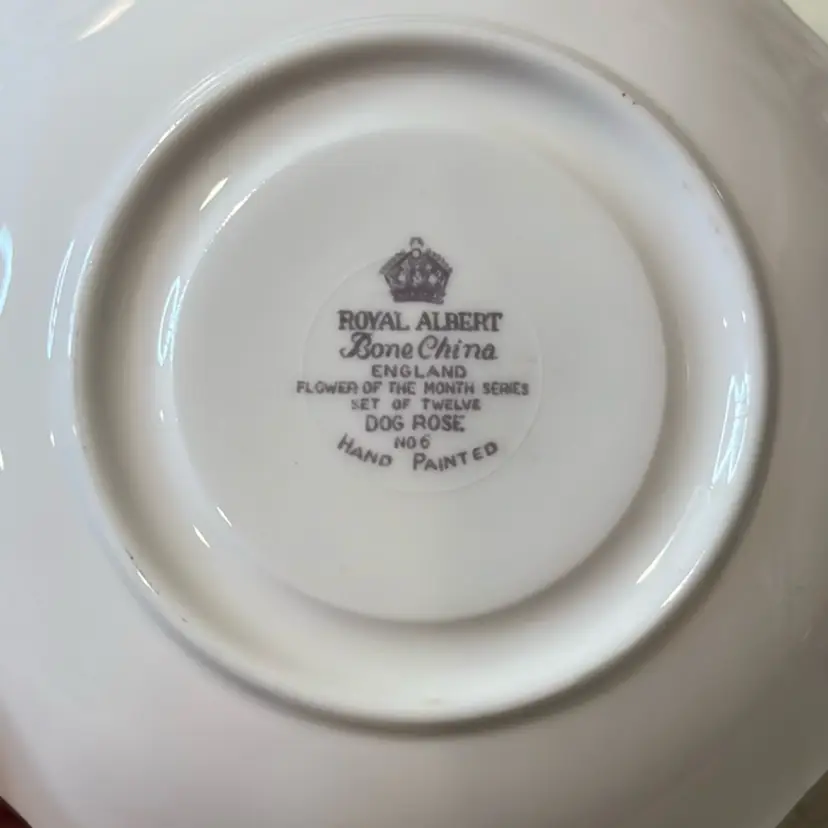 ROYAL ALBERT
Bone China
ENGLAND
FLOWER OF THE MONTH SERIES
SET OF TWELVE
DOG ROSE
NO 6
HAND PAINTED